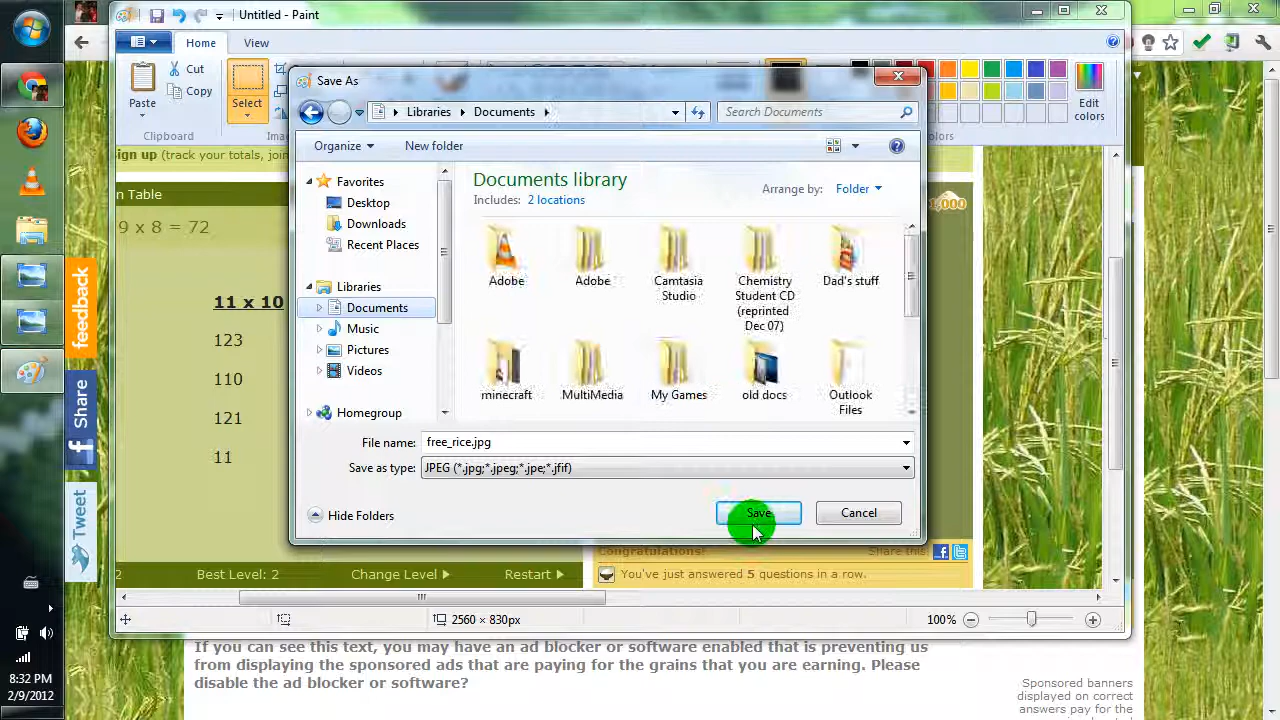 Untitled - Paint
Home
View
Paste
Cut
Copy
Select
Clipboard
Edit
colors
Save As
Libraries
Documents
Search Documents
Organize
New folder
Favorites
Desktop
Downloads
Recent Places
Libraries
Documents
Music
Pictures
Videos
Homegroup
Documents library
Includes: 2 locations
Arrange by: Folder
Adobe
Adobe
Camtasia
Studio
Chemistry
Student CD
(reprinted
Dec 07)
Dad's stuff
minecraft
MultiMedia
My Games
old docs
Outlook
Files
File name: free_rice.jpg
Save as type: JPEG (*.jpg;*.jpeg;*.jpe;*.jfif)
Hide Folders
Save
Cancel
Sign up (track your totals, join
n Table
9 x 8 = 72
11 x 10
123
110
121
11
1,000
2
Best Level: 2
Change Level
Restart
Congratulations!
Share this
You've just answered 5 questions in a row.
2560 × 830px
100%
feedback
Share
Tweet
If you can see this text, you may have an ad blocker or software enabled that is preventing us
from displaying the sponsored ads that are paying for the grains that you are earning. Please
disable the ad blocker or software?
Sponsored banners
displayed on correct
answers pay for the
8:32 PM
2/9/2012